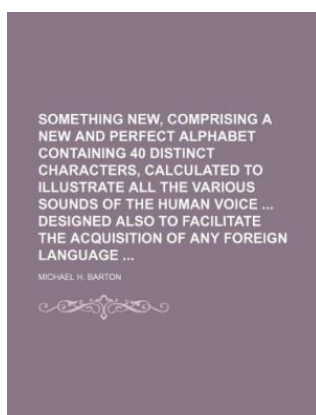 SOMETHING NEW, COMPRISING A
NEW AND PERFECT ALPHABET
CONTAINING 40 DISTINCT
CHARACTERS, CALCULATED TO
ILLUSTRATE ALL THE VARIOUS
SOUNDS OF THE HUMAN VOICE ...
DESIGNED ALSO TO FACILITATE
THE ACQUISITION OF ANY FOREIGN
LANGUAGE ...
MICHAEL H. BARTON